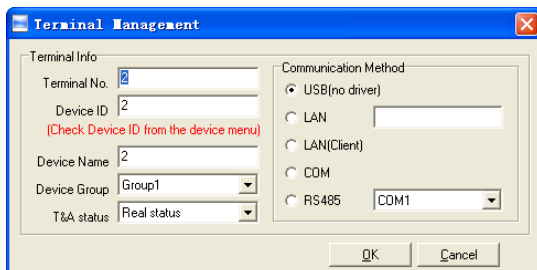 Terminal Management
Terminal Info
Terminal No. 2
Device ID 2
(Check Device ID from the device menu)
Device Name 2
Device Group Group1
T&A status Real status
Communication Method
USB(no driver)
LAN
LAN(Client)
COM
RS485 COM1
OK Cancel